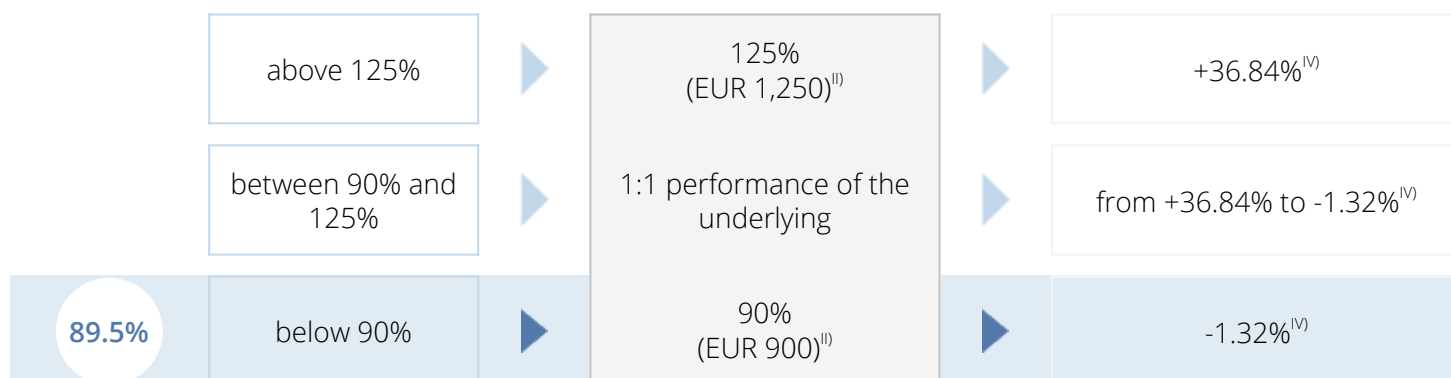 above 125%
125%
(EUR 1,250)II)
+36.84%IV)
between 90% and
125%
1:1 performance of the
underlying
from +36.84% to -1.32%IV)
89.5%
below 90%
90%
(EUR 900)II)
-1.32%IV)